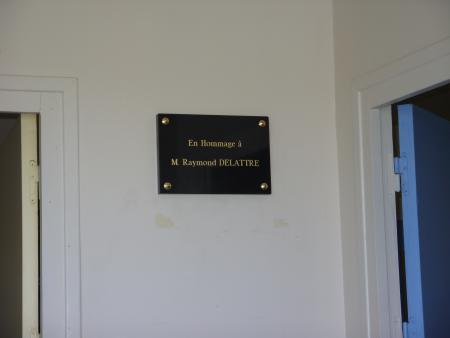 En Hommage à
M. Raymond DELATTRE